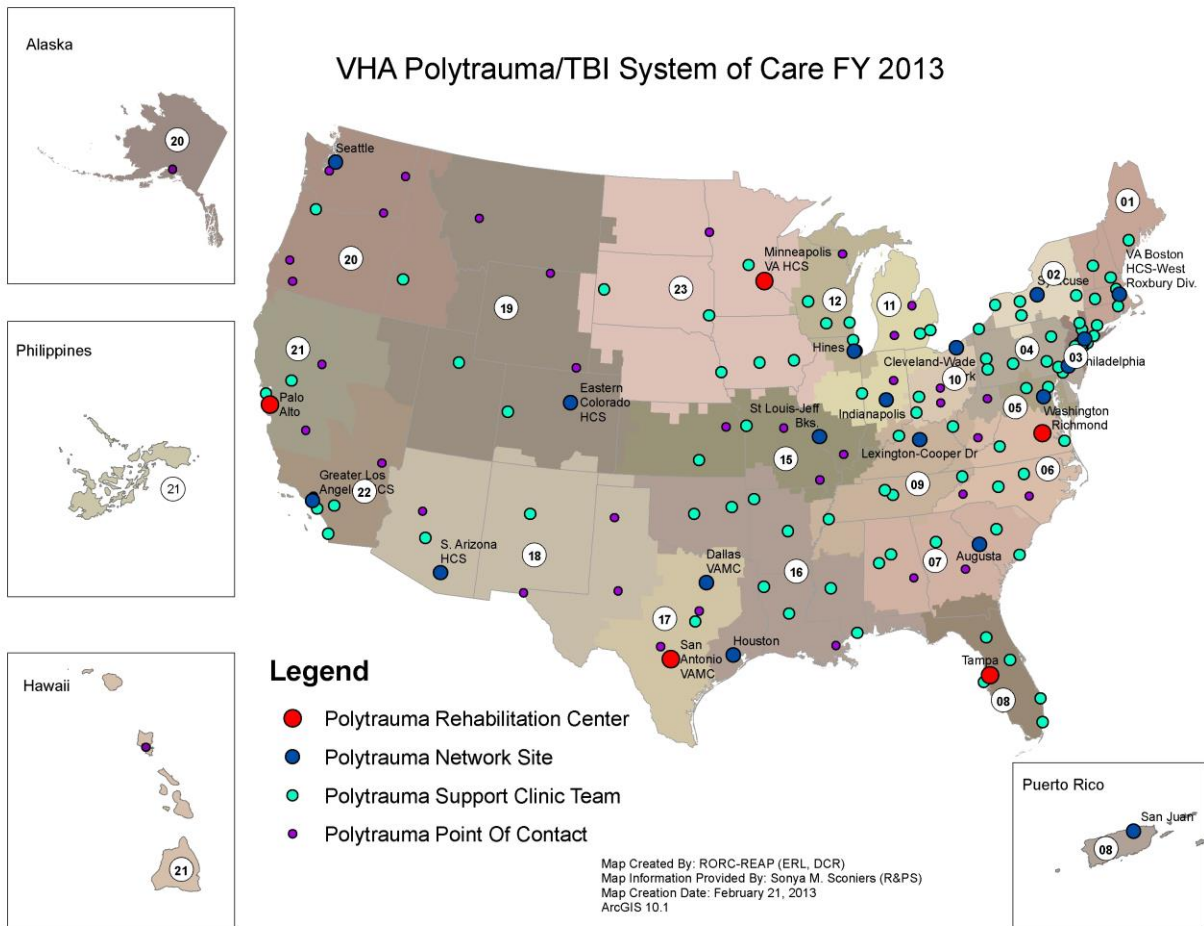 VHA Polytrauma/TBI System of Care FY 2013
Alaska
20
Philippines
21
Hawaii
21
Seattle
20
19
23
Minneapolis
VA HCS
12
11
01
02
VA Boston
HCS-West
Roxbury Div.
Syracuse
21
Palo
Alto
Eastern
Colorado
HCS
Hines
Cleveland-Wade
04
03
Philadelphia
10
Indianapolis
05
Washington
Richmond
St Louis-Jeff
Bks.
15
Lexington-Cooper Dr
09
06
Greater Los
22
S. Arizona
HCS
18
Dallas
VAMC
16
07
Augusta
17
San
Antonio
VAMC
Houston
Tampa
08
Legend
Polytrauma Rehabilitation Center
Polytrauma Network Site
Polytrauma Support Clinic Team
Polytrauma Point Of Contact
Map Created By: RORC-REAP (ERL, DCR)
Map Information Provided By: Sonya M. Sconiers (R&PS)
Map Creation Date: February 21, 2013
ArcGIS 10.1
Puerto Rico
San Juan
08